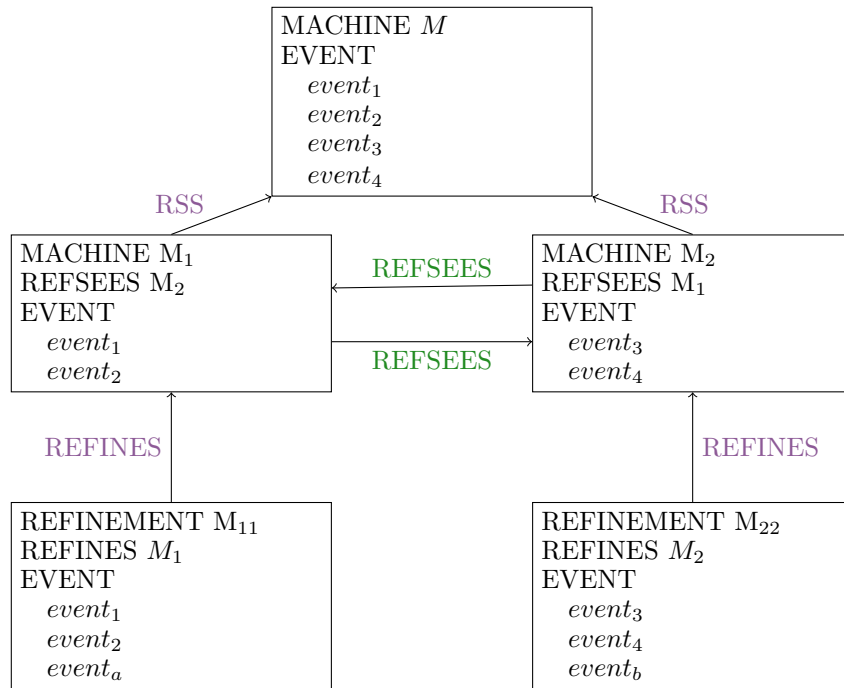 MACHINE M
EVENT
event₁
event₂
event₃
event₄
RSS
RSS
MACHINE M₁
REFSEES M₂
EVENT
event₁
event₂
REFSEES
REFSEES
MACHINE M₂
REFSEES M₁
EVENT
event₃
event₄
REFINES
REFINES
REFINEMENT M₁₁
REFINES M₁
EVENT
event₁
event₂
eventₐ
REFINEMENT M₂₂
REFINES M₂
EVENT
event₃
event₄
event_b